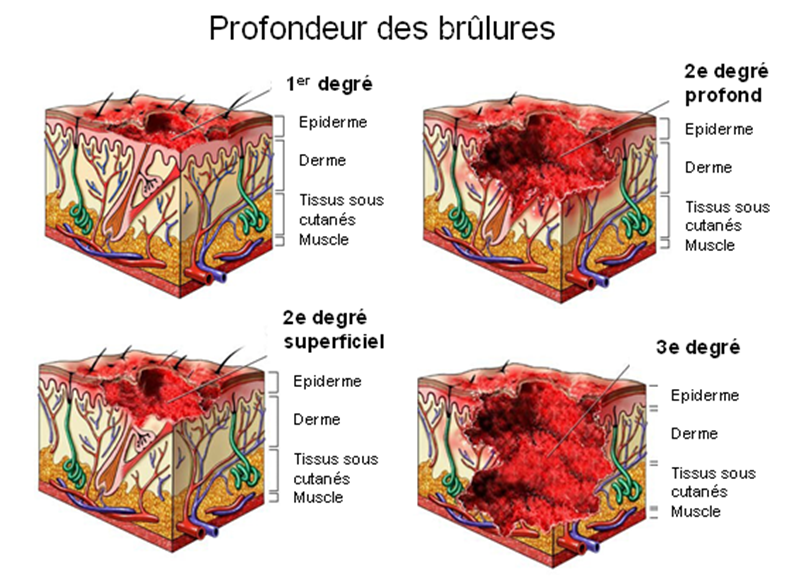 Profondeur des brûlures
1er degré
Epiderme
Derme
Tissus sous
cutanés
Muscle
2e degré
profond
Epiderme
Derme
Tissus sous
cutanés
Muscle
2e degré
superficiel
Epiderme
Derme
Tissus sous
cutanés
Muscle
3e degré
Epiderme
Derme
Tissus sous
cutanés
Muscle